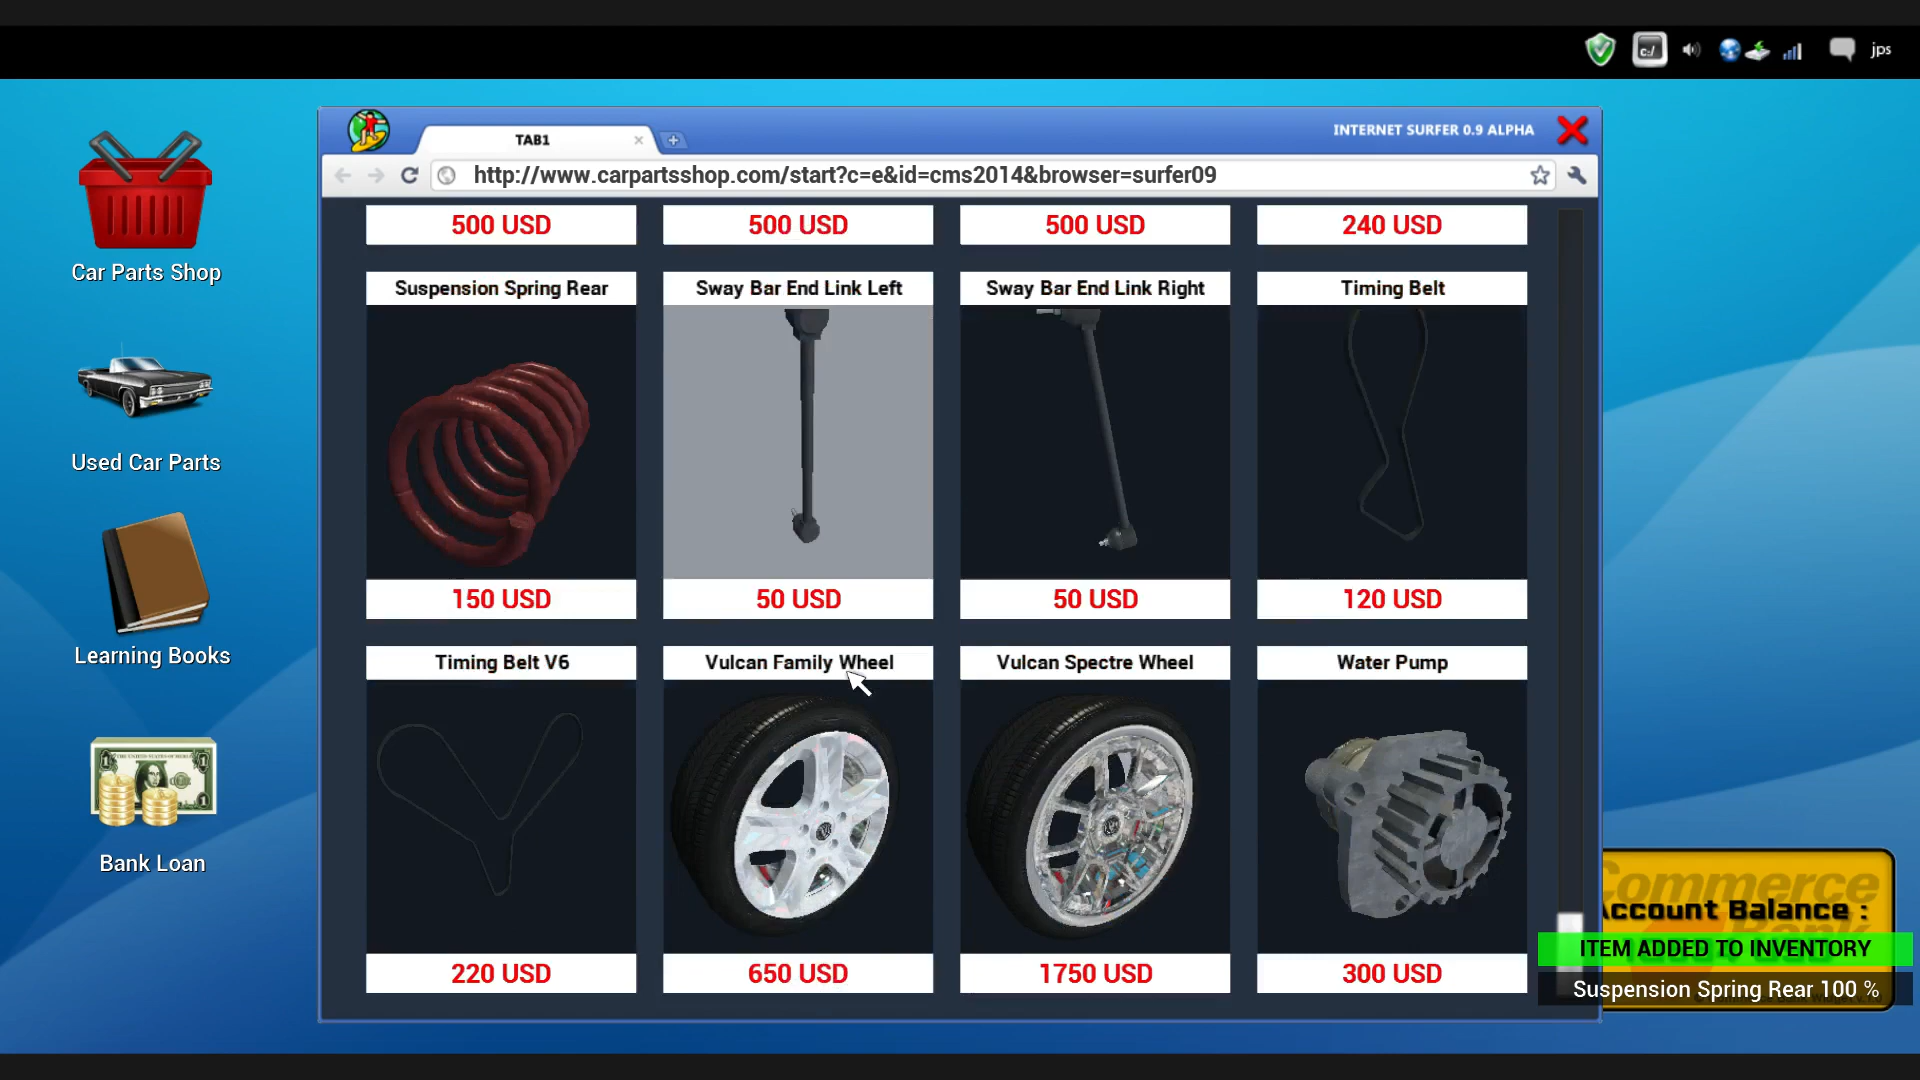 jps
TAB1
INTERNET SURFER 0.9 ALPHA
http://www.carpartsshop.com/start?c=e&id=cms2014&browser=surfer09
Car Parts Shop
Used Car Parts
Learning Books
Bank Loan
500 USD
500 USD
500 USD
240 USD
Suspension Spring Rear
Sway Bar End Link Left
Sway Bar End Link Right
Timing Belt
150 USD
50 USD
50 USD
120 USD
Timing Belt V6
Vulcan Family Wheel
Vulcan Spectre Wheel
Water Pump
220 USD
650 USD
1750 USD
300 USD
Commerce
Account Balance :
ITEM ADDED TO INVENTORY
Suspension Spring Rear 100 %